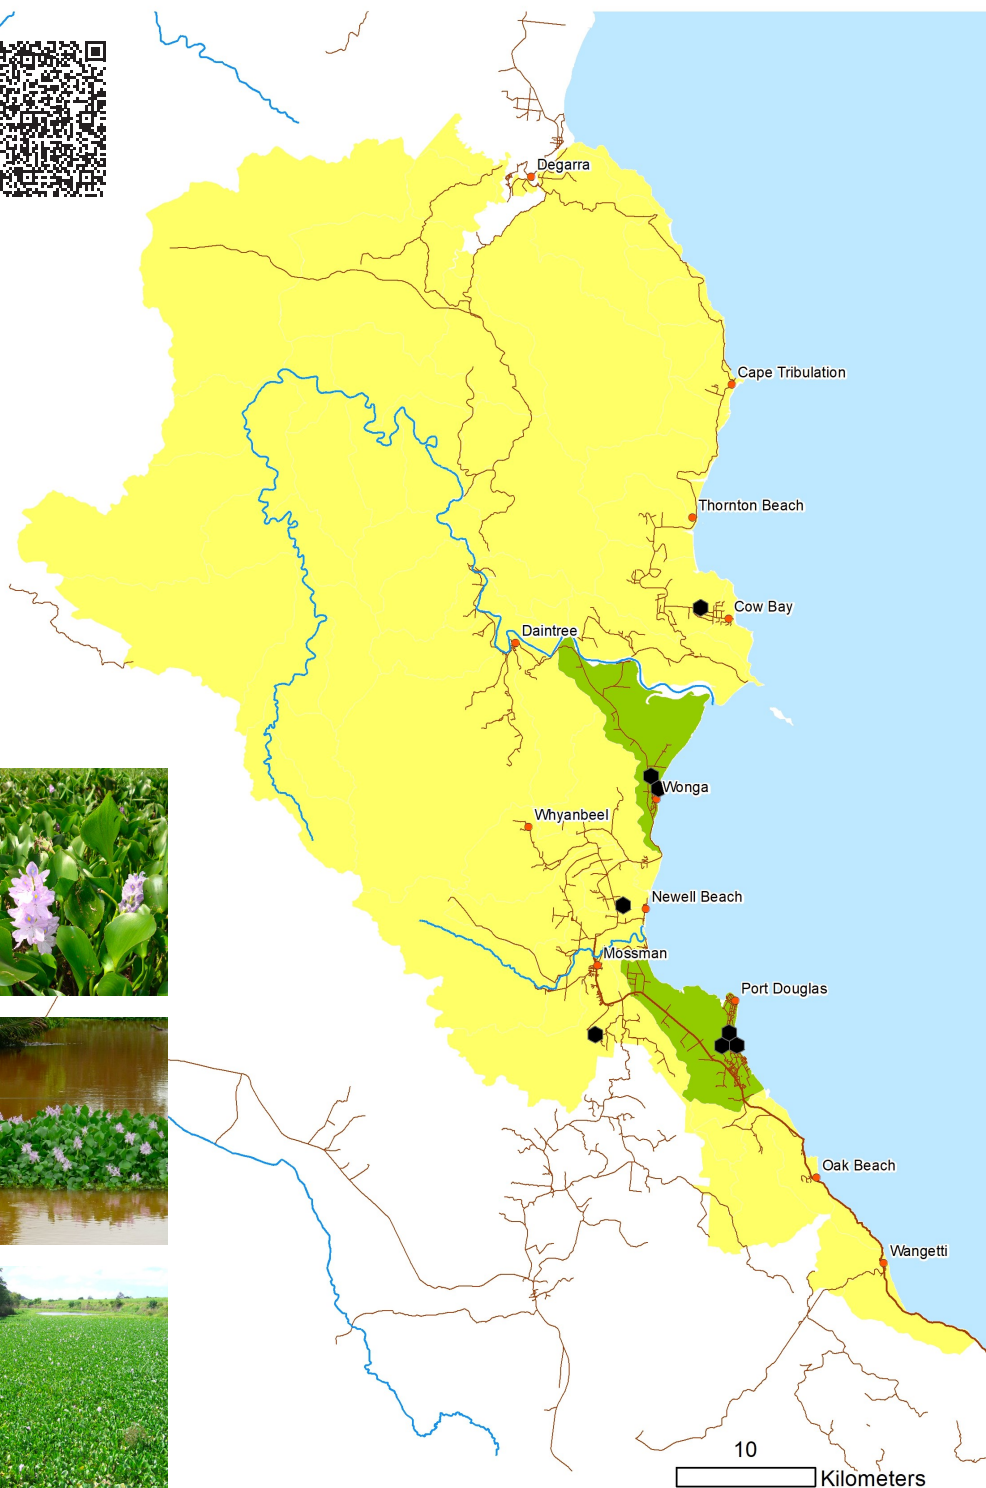 Degarra
Cape Tribulation
Thornton Beach
Cow Bay
Daintree
Wonga
Whyanbeel
Newell Beach
Mossman
Port Douglas
Oak Beach
Wangetti
10
Kilometers